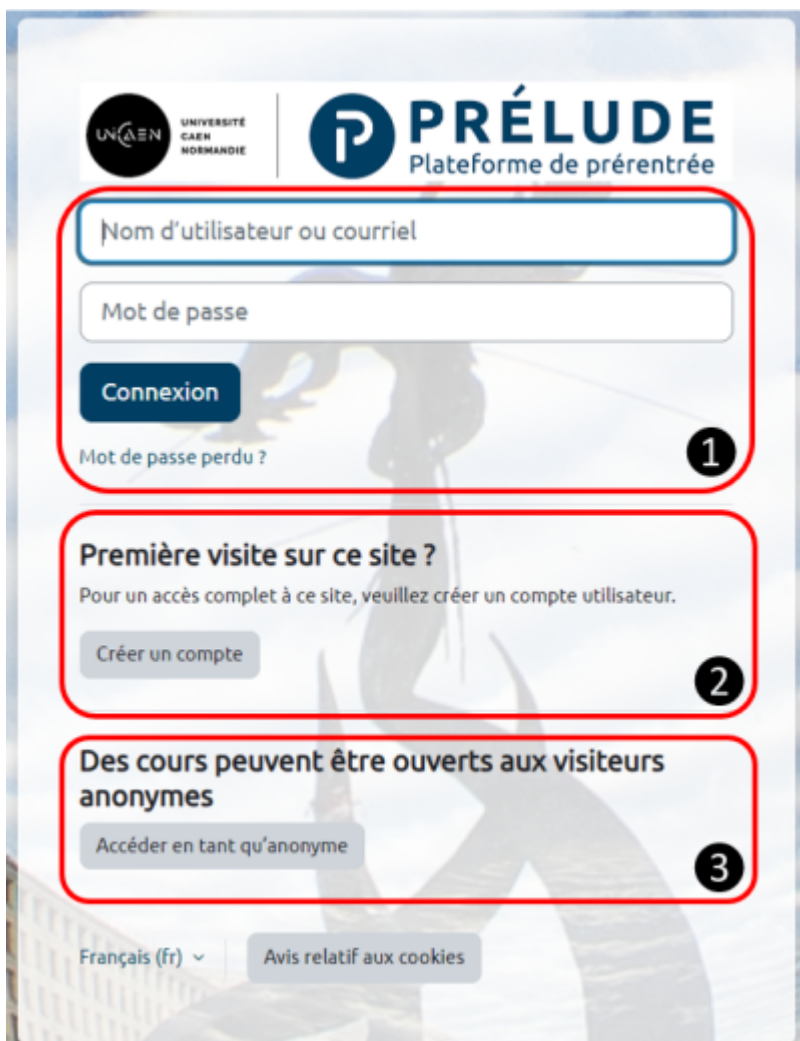 UNICAEN
UNIVERSITÉ
CAEN
NORMANDIE
PRÉLUDE
Plateforme de prérentrée
Nom d'utilisateur ou courriel
Mot de passe
Connexion
Mot de passe perdu ?
1
Première visite sur ce site ?
Pour un accès complet à ce site, veuillez créer un compte utilisateur.
Créer un compte
2
Des cours peuvent être ouverts aux visiteurs
anonymes
Accéder en tant qu'anonyme
3
Français (fr)
Avis relatif aux cookies